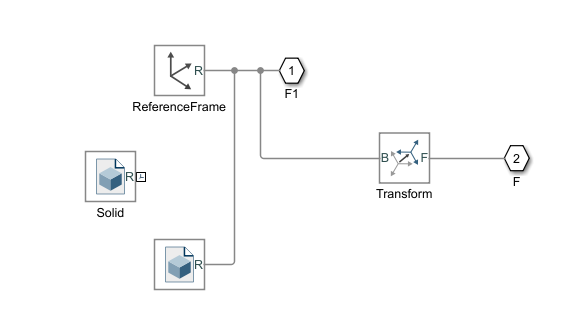 R
1
ReferenceFrame
F1
B
F
2
R
Transform
F
Solid
R